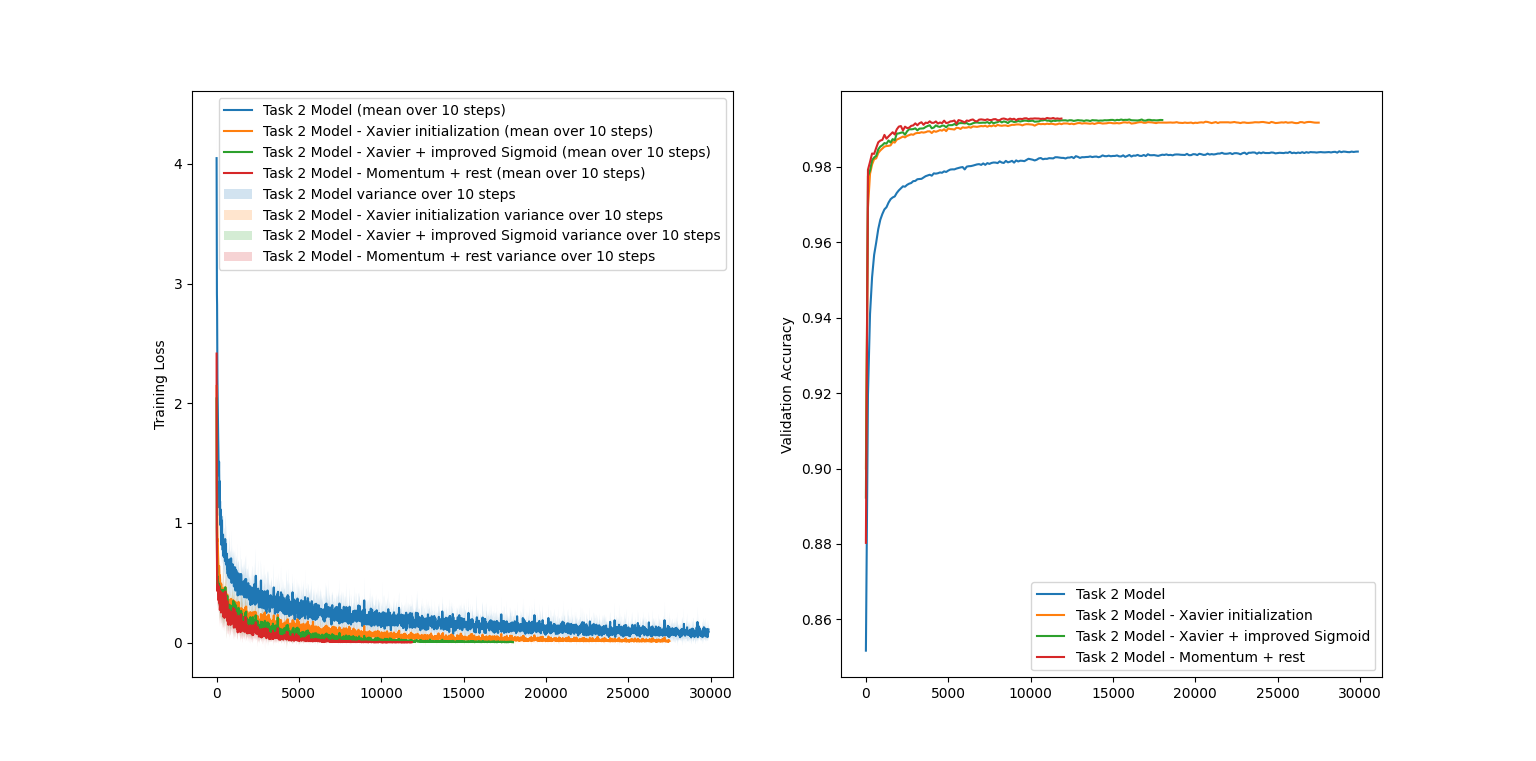 Task 2 Model (mean over 10 steps)
Task 2 Model - Xavier initialization (mean over 10 steps)
Task 2 Model - Xavier + improved Sigmoid (mean over 10 steps)
Task 2 Model - Momentum + rest (mean over 10 steps)
Task 2 Model variance over 10 steps
Task 2 Model - Xavier initialization variance over 10 steps
Task 2 Model - Xavier + improved Sigmoid variance over 10 steps
Task 2 Model - Momentum + rest variance over 10 steps
Training Loss
4
3
2
1
0
0 5000 10000 15000 20000 25000 30000
Validation Accuracy
0.98
0.96
0.94
0.92
0.90
0.88
0.86
Task 2 Model
Task 2 Model - Xavier initialization
Task 2 Model - Xavier + improved Sigmoid
Task 2 Model - Momentum + rest
0 5000 10000 15000 20000 25000 30000